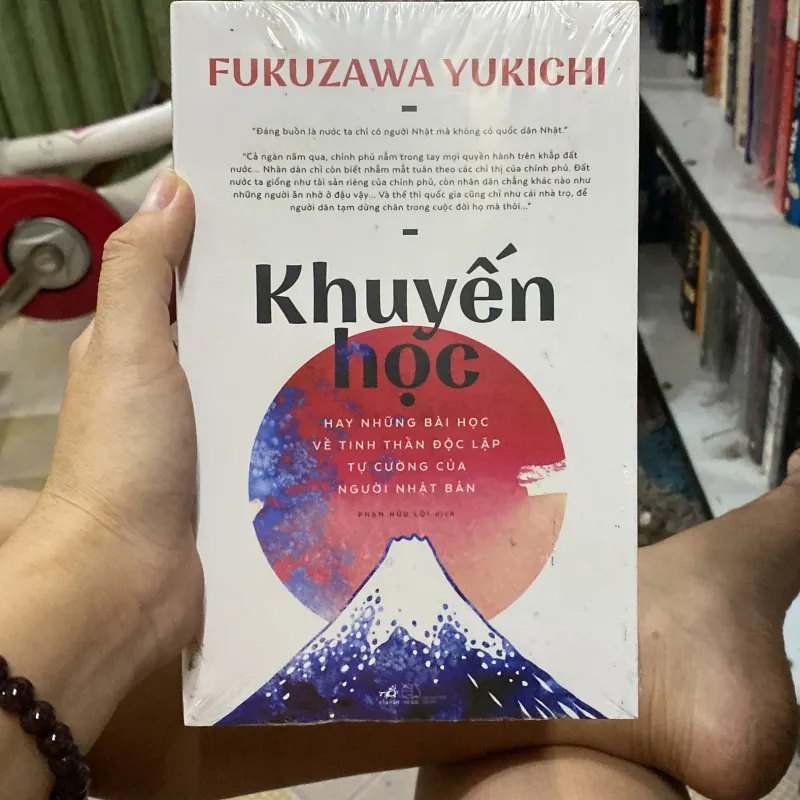 FUKUZAWA YUKICHI
"Đáng buồn là nước ta chỉ có người Nhật mà không có quốc dân Nhật."
"Cả ngàn năm qua, chính phủ nắm trong tay mọi quyền hành trên khắp đất
nước... Nhân dân chỉ còn biết nhắm mắt tuân theo các chỉ thị của chính phủ. Đất
nước ta giống như tài sản riêng của chính phủ, còn nhân dân chẳng khác nào như
những người ăn nhờ ở đậu vậy... Và thế thì quốc gia cũng chỉ như cái nhà trọ, để
người dân tạm dừng chân trong cuộc đời họ mà thôi..."
Khuyến
học
HAY NHỮNG BÀI HỌC
VỀ TINH THẦN ĐỘC LẬP
TỰ CƯỜNG CỦA
NGƯỜI NHẬT BẢN
PHẠM HỮU LỢI dịch